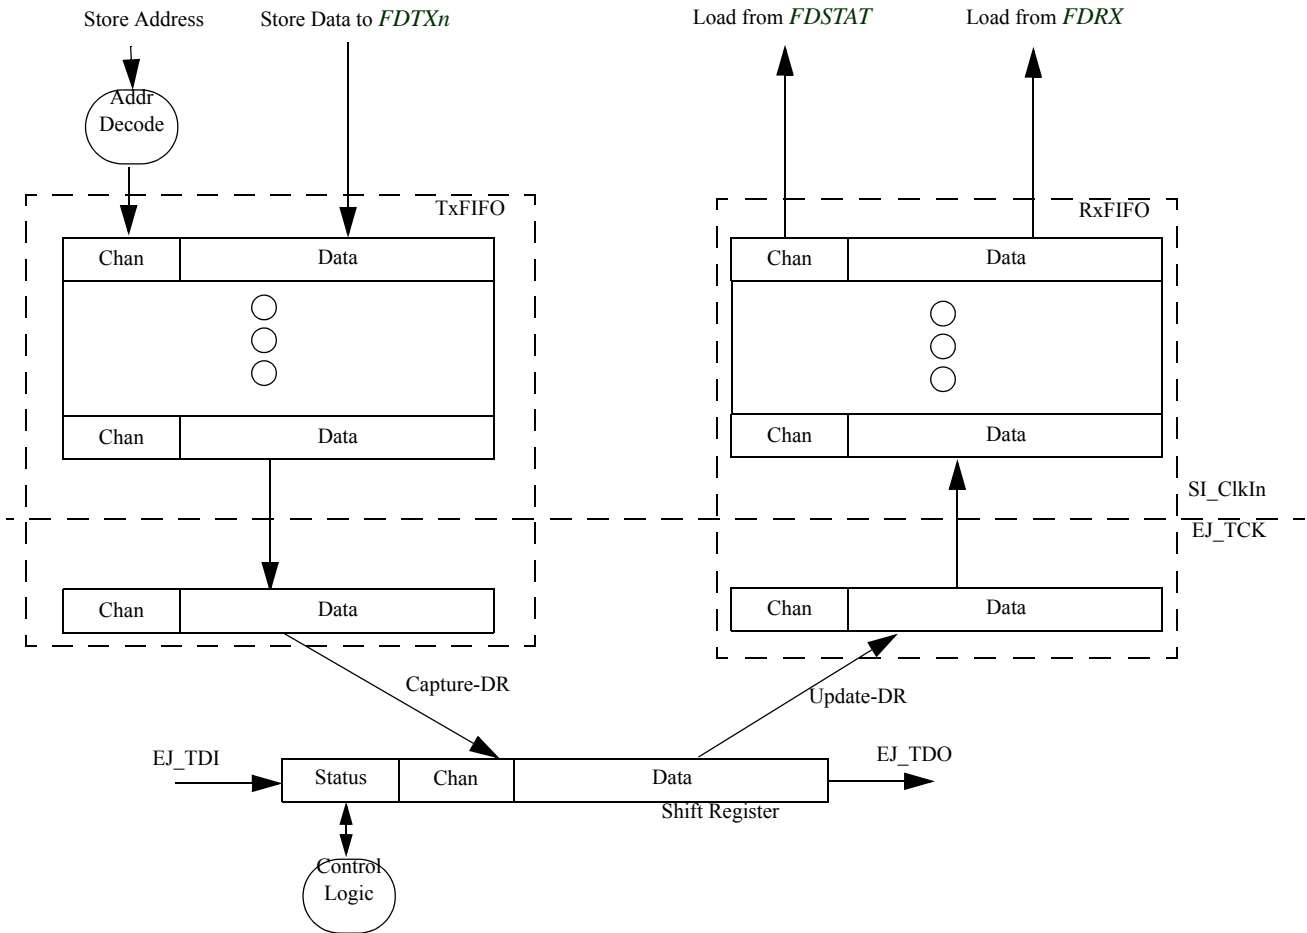 Store Address
Store Data to FDTXn
Load from FDSTAT
Load from FDRX
Addr
Decode
TxFIFO
RxFIFO
Chan
Data
Chan
Data
Chan
Data
Chan
Data
SI_ClkIn
EJ_TCK
Chan
Data
Chan
Data
Capture-DR
Update-DR
EJ_TDI
EJ_TDO
Status
Chan
Data
Shift Register
Control
Logic